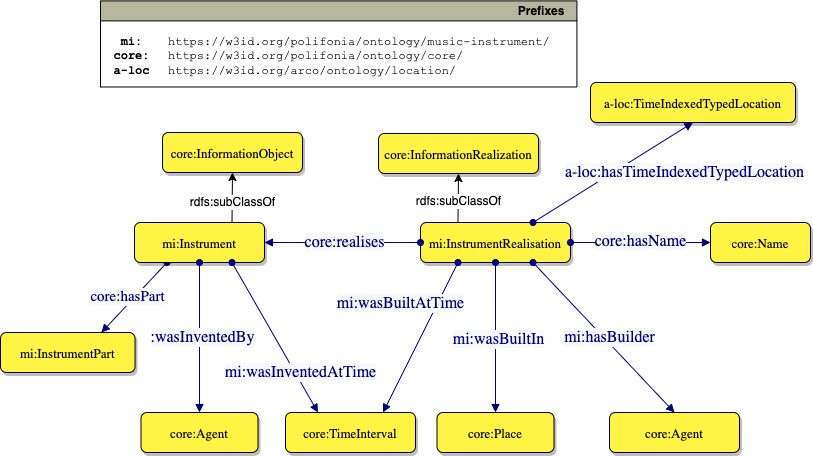 Prefixes
mi: https://w3id.org/polifonia/ontology/music-instrument/
core: https://w3id.org/polifonia/ontology/core/
a-loc https://w3id.org/arco/ontology/location/
a-loc:TimeIndexedTypedLocation
core:InformationObject
core:InformationRealization
a-loc:hasTimeIndexedTypedLocation
rdfs:subClassOf
rdfs:subClassOf
mi:Instrument
core:realises
mi:InstrumentRealisation
core:hasName
core:Name
core:hasPart
mi:wasBuiltAtTime
:wasInventedBy
mi:wasBuiltIn
mi:hasBuilder
mi:InstrumentPart
mi:wasInventedAtTime
core:Agent
core:TimeInterval
core:Place
core:Agent